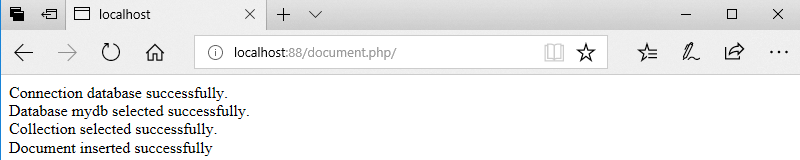 localhost
localhost:88/document.php/
Connection database successfully.
Database mydb selected successfully.
Collection selected successfully.
Document inserted successfully